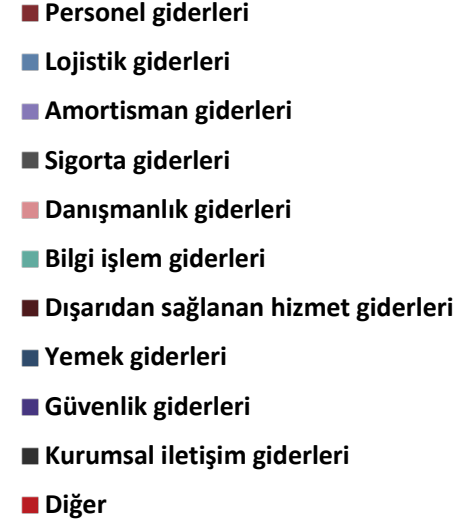 Personel giderleri
Lojistik giderleri
Amortisman giderleri
Sigorta giderleri
Danışmanlık giderleri
Bilgi işlem giderleri
Dışarıdan sağlanan hizmet giderleri
Yemek giderleri
Güvenlik giderleri
Kurumsal iletişim giderleri
Diğer